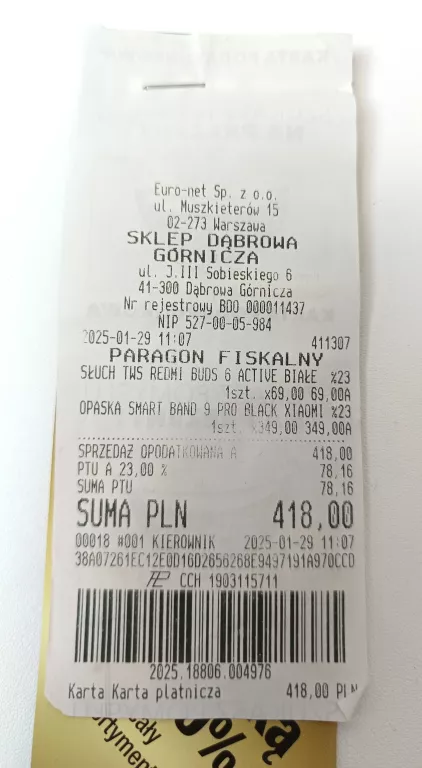 Euro-net Sp. z o.o.
ul. Muszkieterów 15
02-273 Warszawa
SKLEP DĄBROWA
GÓRNICZA
ul. J.III Sobieskiego 6
41-300 Dąbrowa Górnicza
Nr rejestrowy BDO 000011437
NIP 527-00-05-984
2025-01-29 11:07 411307
PARAGON FISKALNY
SŁUCH TWS REDMI BUDS 6 ACTIVE BIAŁE %23
1szt. x69,00 69,00A
OPASKA SMART BAND 9 PRO BLACK XIAOMI %23
1szt. x349,00 349,00A
SPRZEDAŻ OPODATKOWANA A 418,00
PTU A 23,00 % 78,16
SUMA PTU 78,16
SUMA PLN 418,00
00018 #001 KIEROWNIK 2025-01-29 11:07
38A07261EC12E0D16D2656268E9497191A970CCD
CCH 1903115711
2025.18806.004976
Karta Karta płatnicza 418,00 PLN